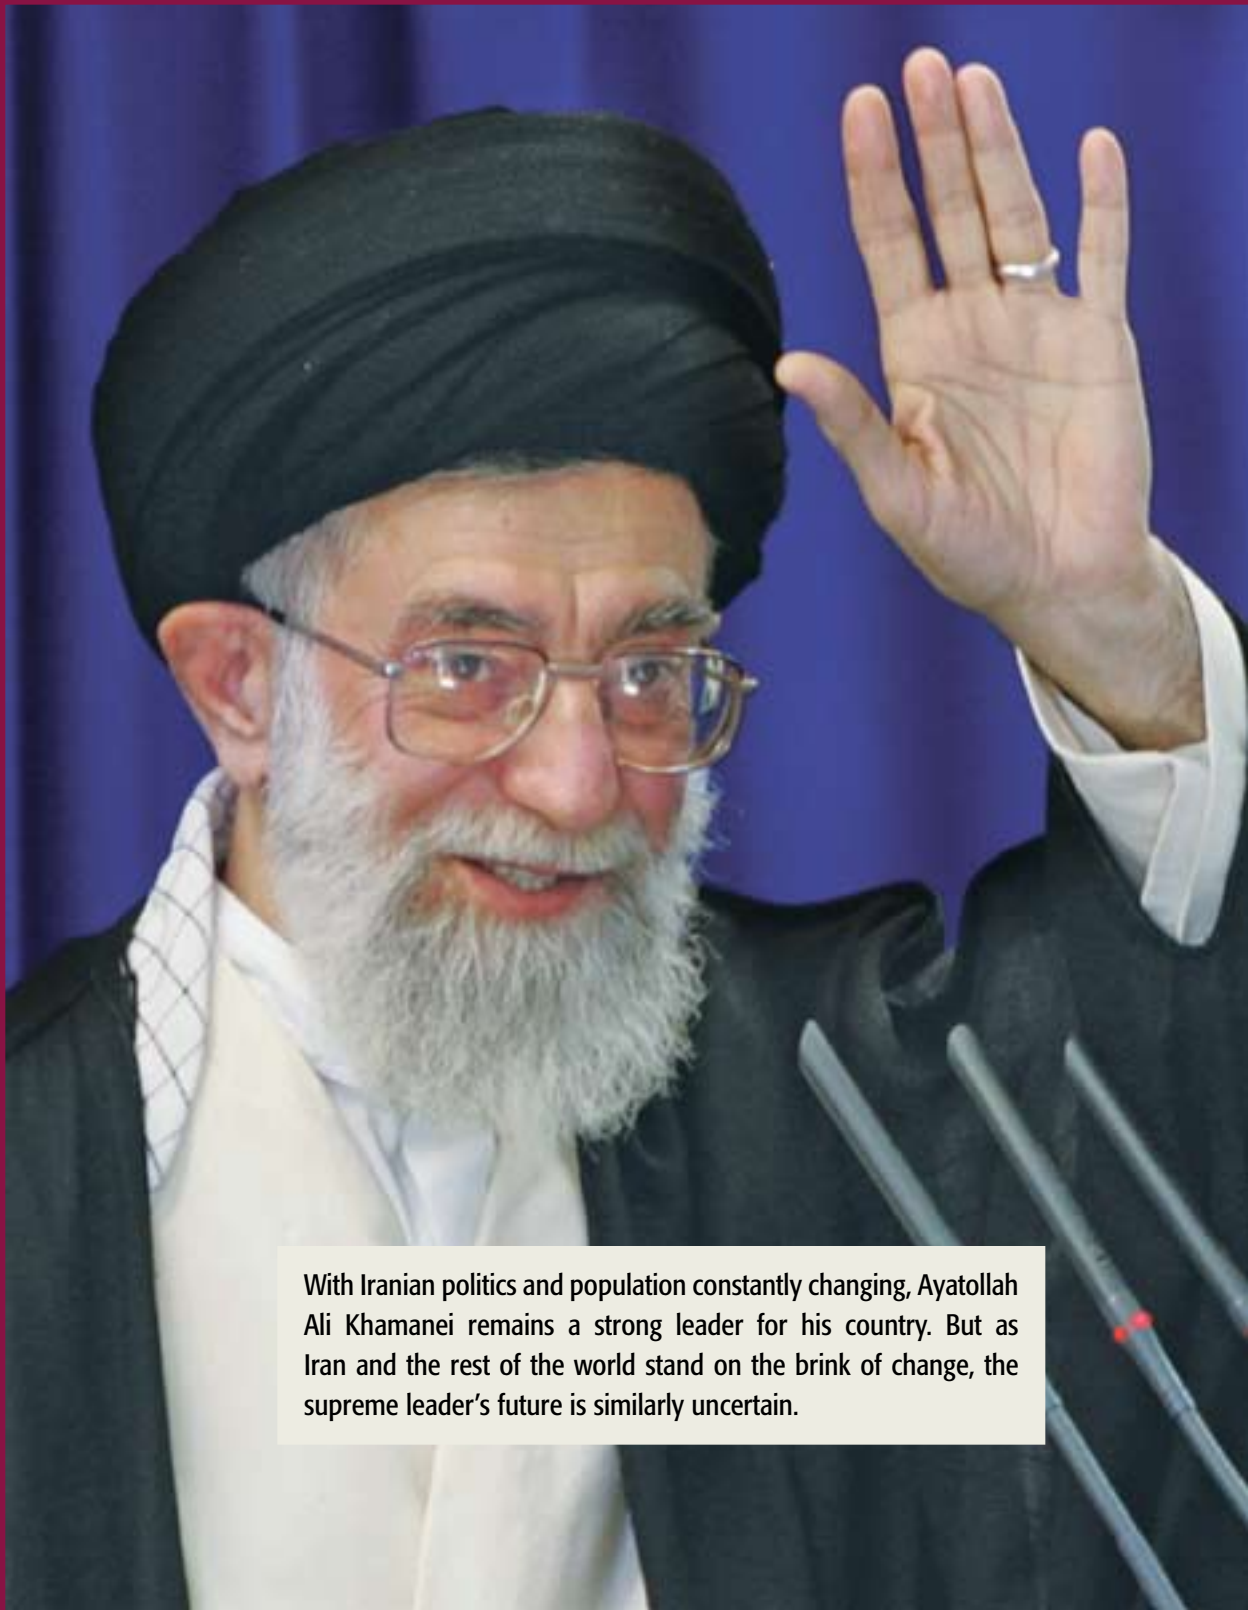 With Iranian politics and population constantly changing, Ayatollah
Ali Khamanei remains a strong leader for his country. But as
Iran and the rest of the world stand on the brink of change, the
supreme leader’s future is similarly uncertain.